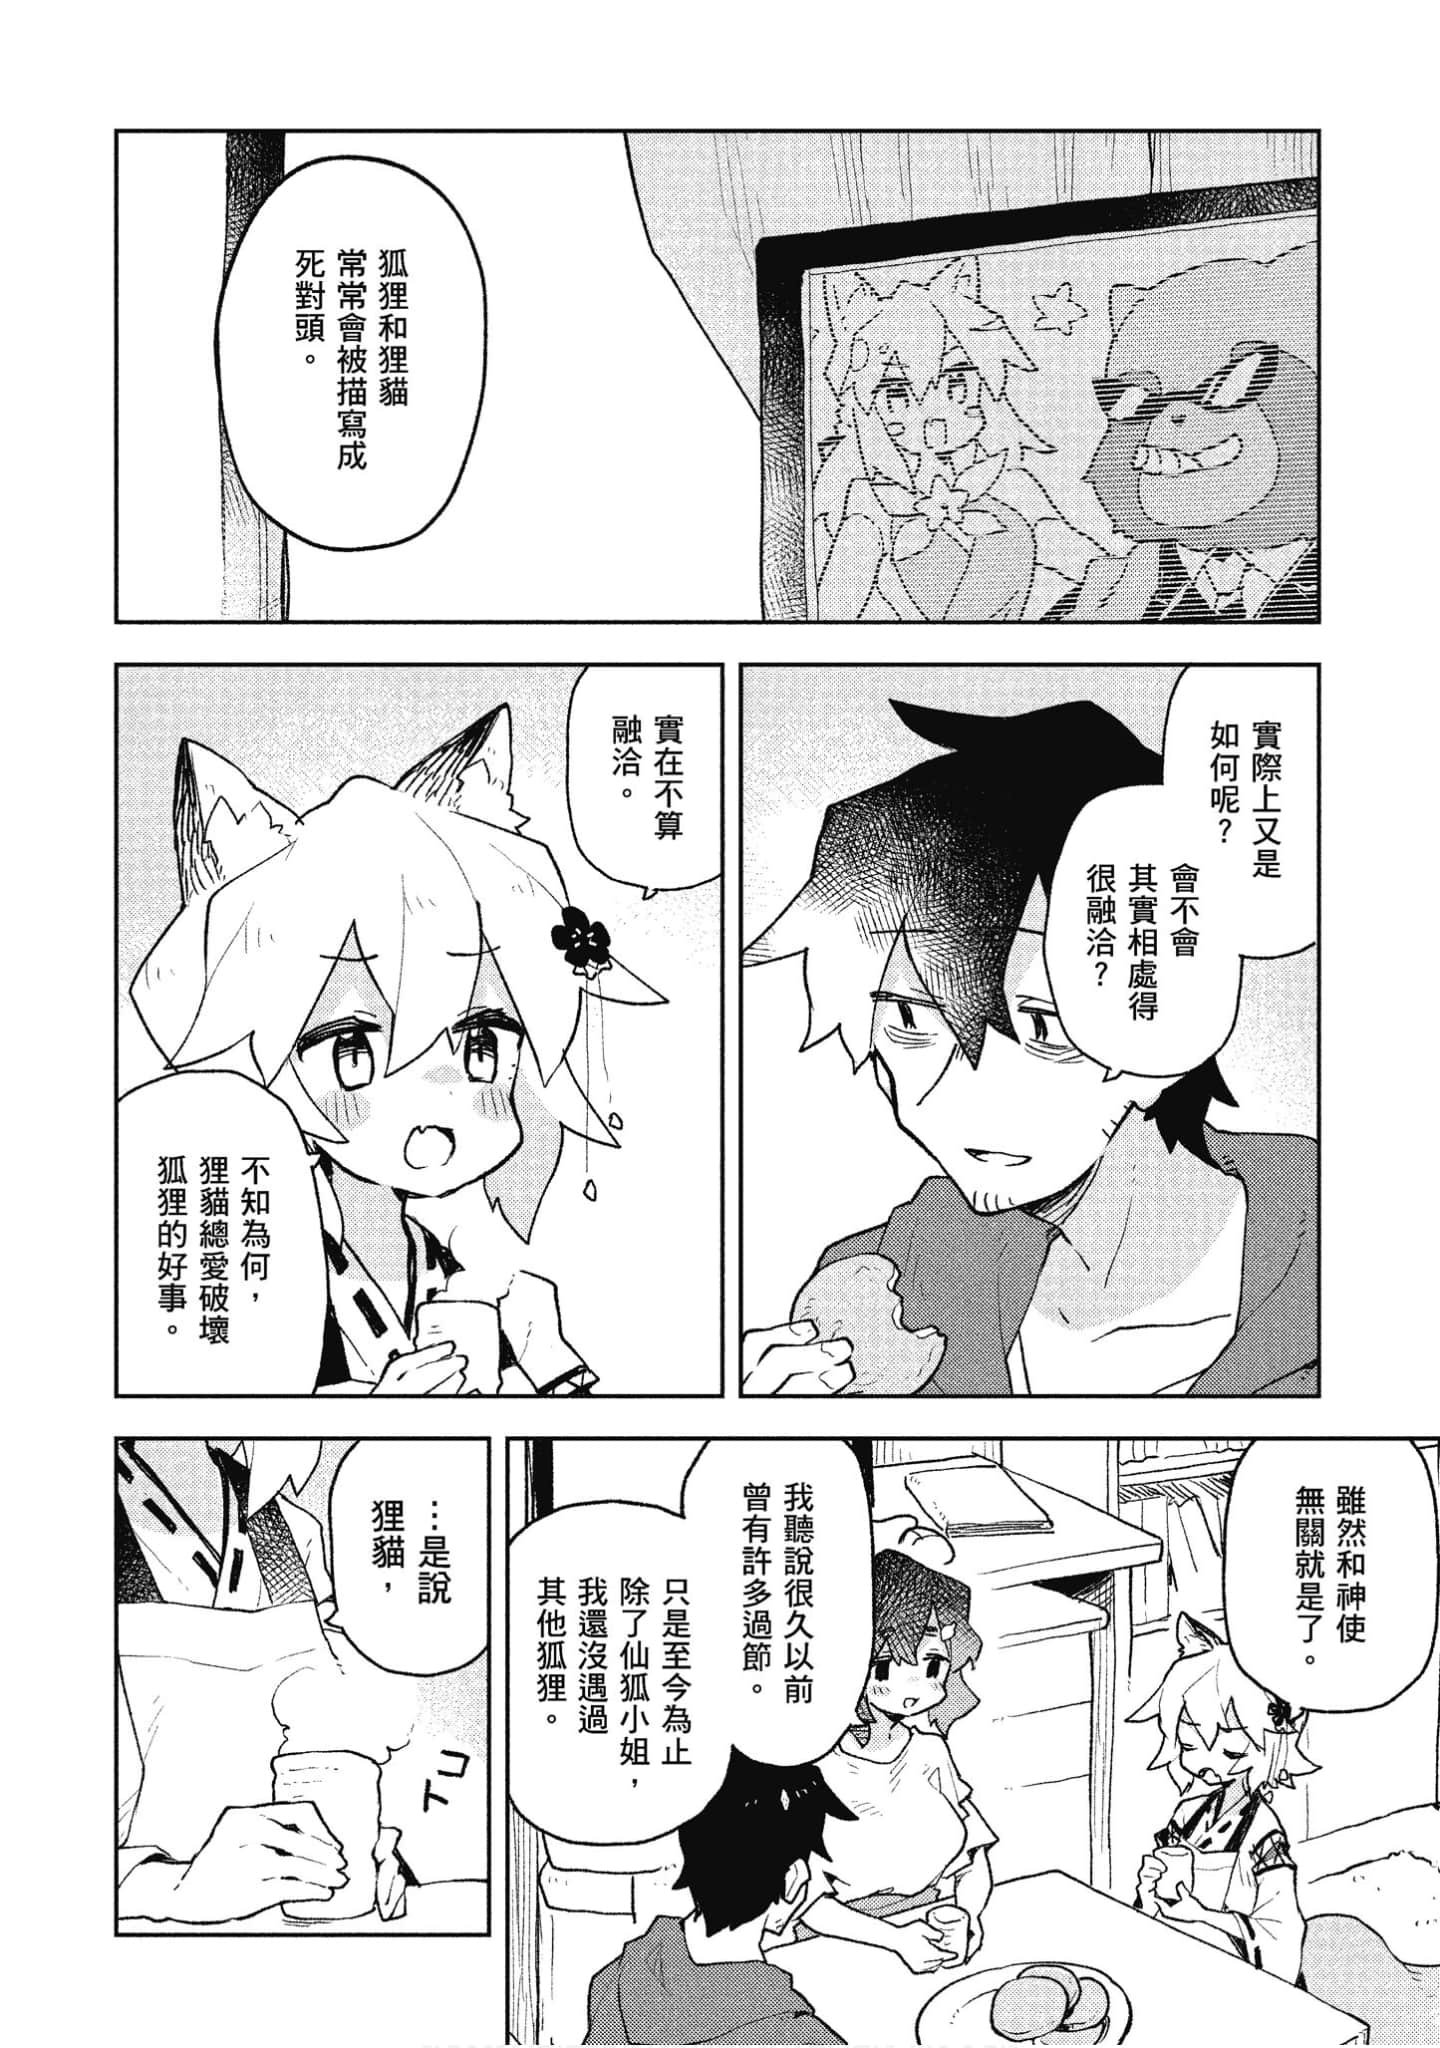 狐狸和狸貓
常常會被描寫成
死對頭。
實際上又是
如何呢？
會不會
其實相處得
很融洽？
實在不算
融洽。
不知為何，
狸貓總愛破壞
狐狸的好事。
雖然和神使
無關就是了。
我聽說很久以前
曾有許多過節。
只是至今為止
除了仙狐小姐，
我還沒遇過
其他狐狸。
…是說
狸貓，
コト